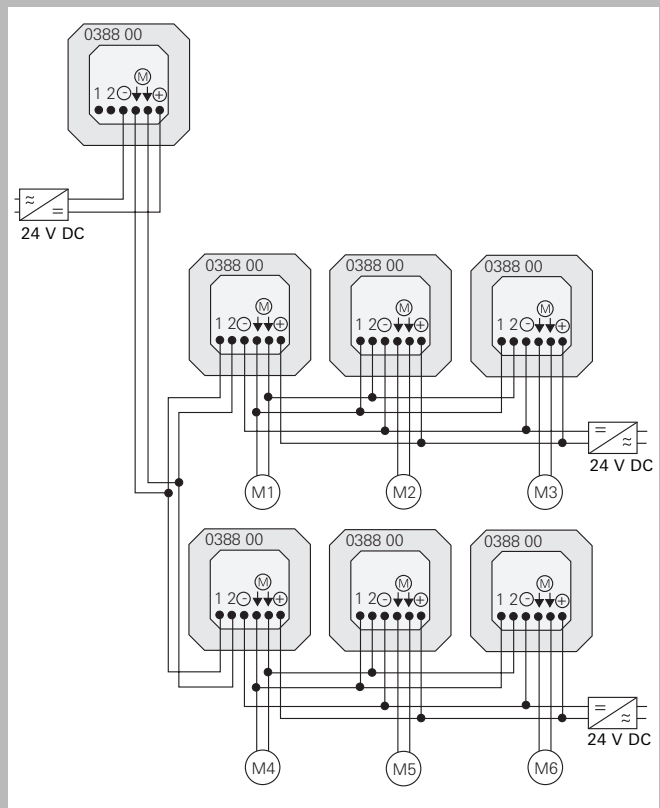 0388 00
M
1 2 - +
≈
=
24 V DC
0388 00 0388 00 0388 00
M M M
1 2 - + 1 2 - + 1 2 - +
=
≈
24 V DC
M1 M2 M3
0388 00 0388 00 0388 00
M M M
1 2 - + 1 2 - + 1 2 - +
=
≈
24 V DC
M4 M5 M6